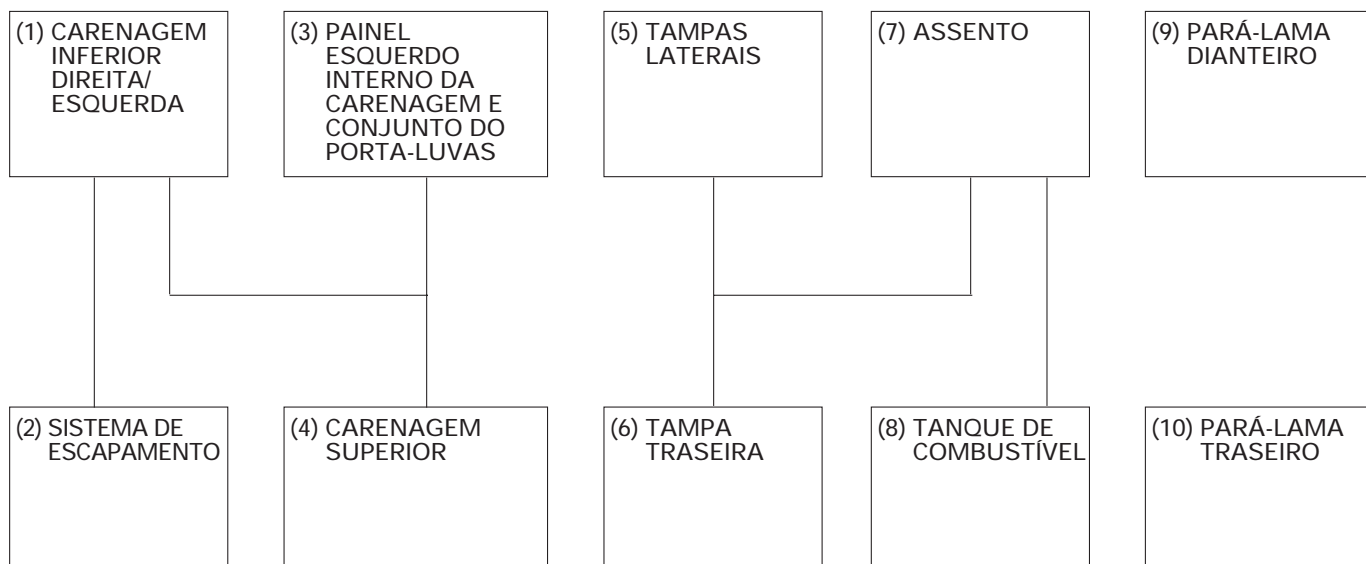 (1) CARENAGEM
INFERIOR
DIREITA/
ESQUERDA
(3) PAINEL
ESQUERDO
INTERNO DA
CARENAGEM E
CONJUNTO DO
PORTA-LUVAS
(5) TAMPAS
LATERAIS
(7) ASSENTO
(9) PARÁ-LAMA
DIANTEIRO
(2) SISTEMA DE
ESCAPAMENTO
(4) CARENAGEM
SUPERIOR
(6) TAMPA
TRASEIRA
(8) TANQUE DE
COMBUSTÍVEL
(10) PARÁ-LAMA
TRASEIRO